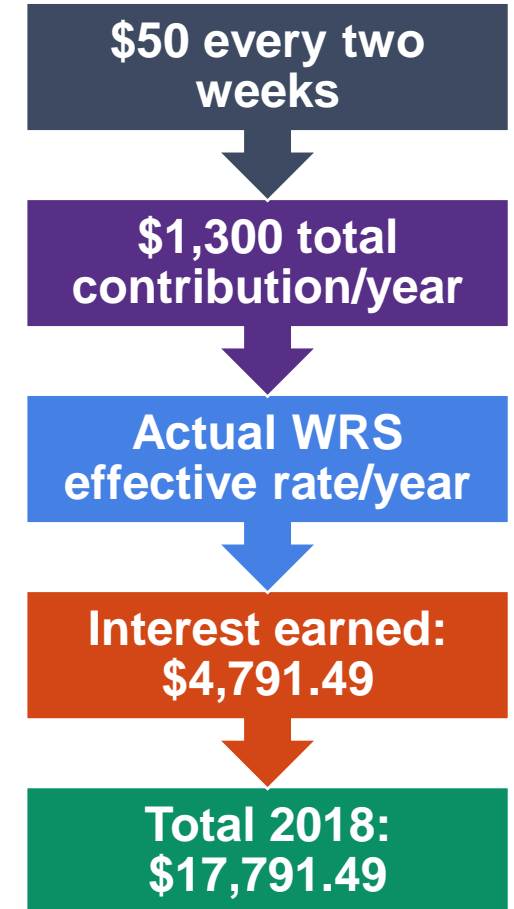 $50 every two
weeks
$1,300 total
contribution/year
Actual WRS
effective rate/year
Interest earned:
$4,791.49
Total 2018:
$17,791.49